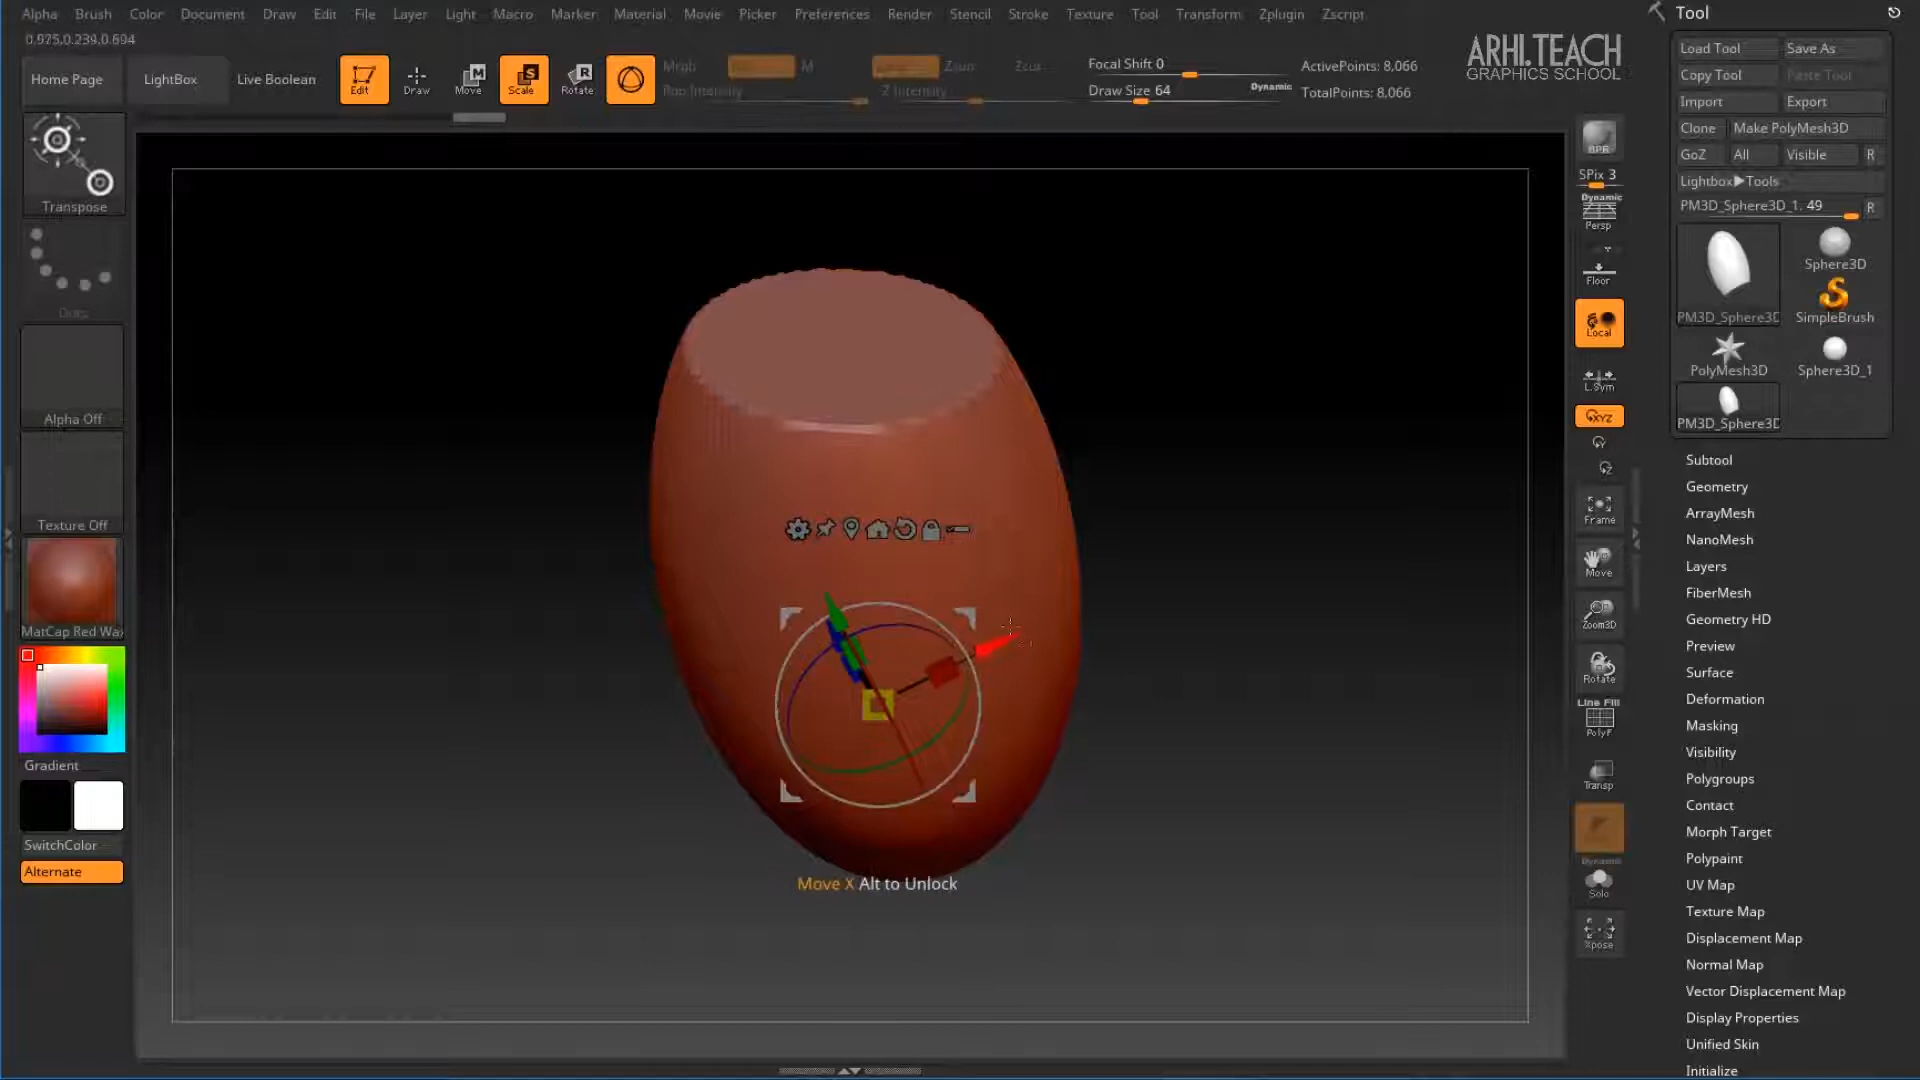 Alpha Brush Color Document Draw Edit File Layer Light Macro Marker Material Movie Picker Preferences Render Stencil Stroke Texture Tool Transform Zplugin Zscript
0.975,0.239,0.694
Home Page LightBox Live Boolean
Edit Draw Move Scale Rotate
Mrgb M
Z Intensity
Focal Shift 0
Draw Size 64 Dynamic
ActivePoints: 8,066
TotalPoints: 8,066
ARHI.TEACH
GRAPHICS SCHOOL
Transpose
Dots
Alpha Off
Texture Off
MatCap Red Wax
Gradient
SwitchColor
Alternate
Move X Alt to Unlock
BPR
SPix 3
Dynamic
Persp
Floor
Local
L.Sym
XYZ
Frame
Move
Zoom3D
Rotate
Line Fill
PolyF
Transp
Dynamic
Solo
Xpose
Tool
Load Tool Save As
Copy Tool Paste Tool
Import Export
Clone Make PolyMesh3D
GoZ All Visible R
Lightbox▶Tools
PM3D_Sphere3D_1. 49 R
PM3D_Sphere3D
Sphere3D
SimpleBrush
PolyMesh3D
Sphere3D_1
PM3D_Sphere3D
Subtool
Geometry
ArrayMesh
NanoMesh
Layers
FiberMesh
Geometry HD
Preview
Surface
Deformation
Masking
Visibility
Polygroups
Contact
Morph Target
Polypaint
UV Map
Texture Map
Displacement Map
Normal Map
Vector Displacement Map
Display Properties
Unified Skin
Initialize